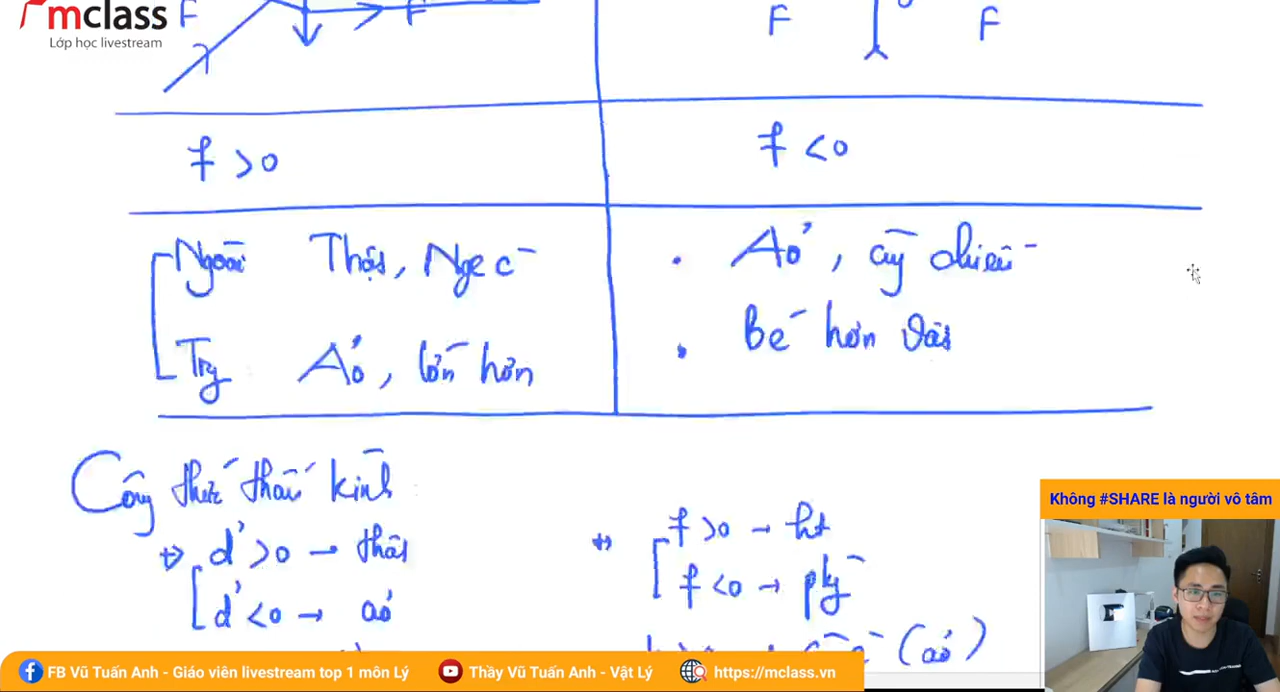 mclass
Lớp học livestream
F F
F F
f > 0 f < 0
Ngoài Thật, Ngc c
Trg Ảo, lớn hơn
. Ảo, cg chiều
. Bé hơn vật
Công thức thấu kính
+) d' > 0 → thật
d' < 0 → ảo
+) f > 0 → ht
f < 0 → pkỳ
(ảo)
Không #SHARE là người vô tâm
FB Vũ Tuấn Anh - Giáo viên livestream top 1 môn Lý
Thầy Vũ Tuấn Anh - Vật Lý
https://mclass.vn